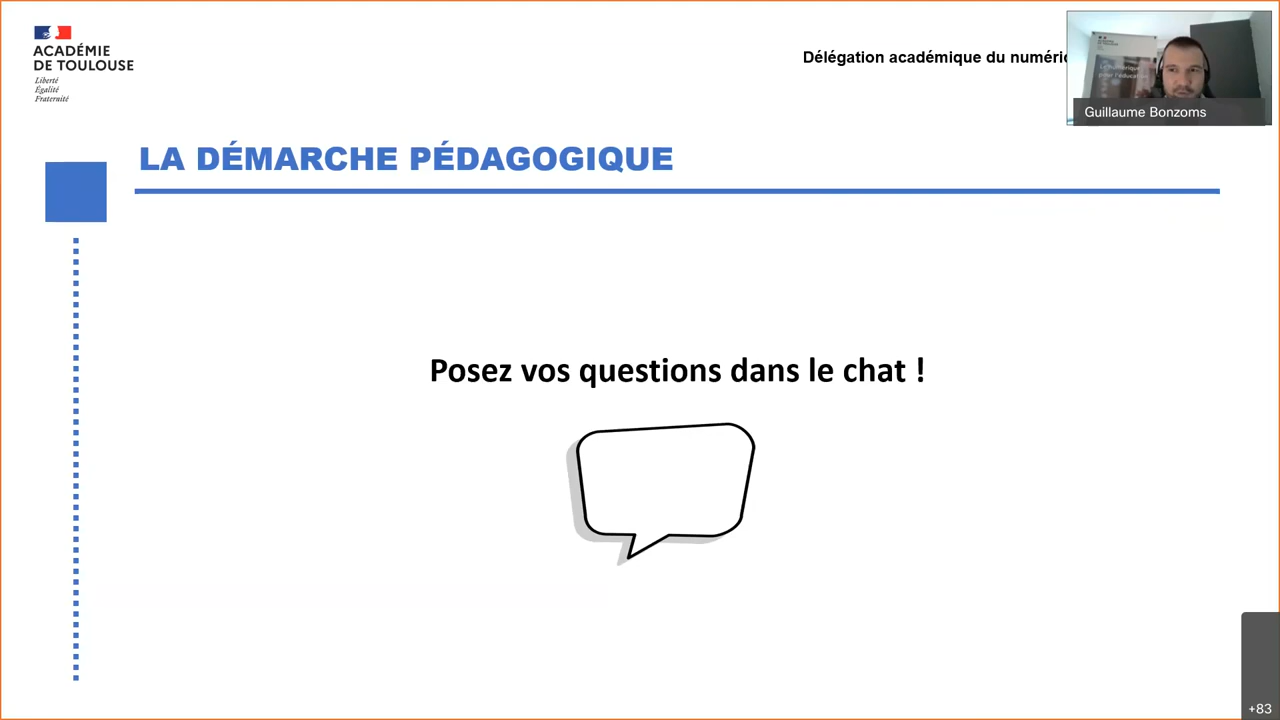 ACADÉMIE
DE TOULOUSE
Liberté
Égalité
Fraternité
Délégation académique du
Guillaume Bonzoms
LA DÉMARCHE PÉDAGOGIQUE
Posez vos questions dans le chat !
+83